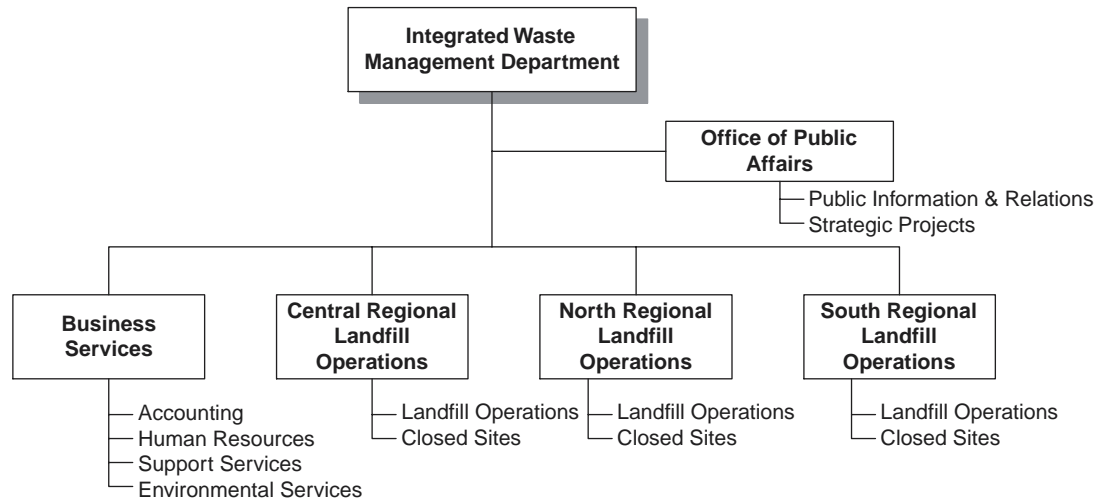 Integrated Waste
Management Department
Office of Public
Affairs
Public Information & Relations
Strategic Projects
Business
Services
Accounting
Human Resources
Support Services
Environmental Services
Central Regional
Landfill
Operations
Landfill Operations
Closed Sites
North Regional
Landfill
Operations
Landfill Operations
Closed Sites
South Regional
Landfill
Operations
Landfill Operations
Closed Sites